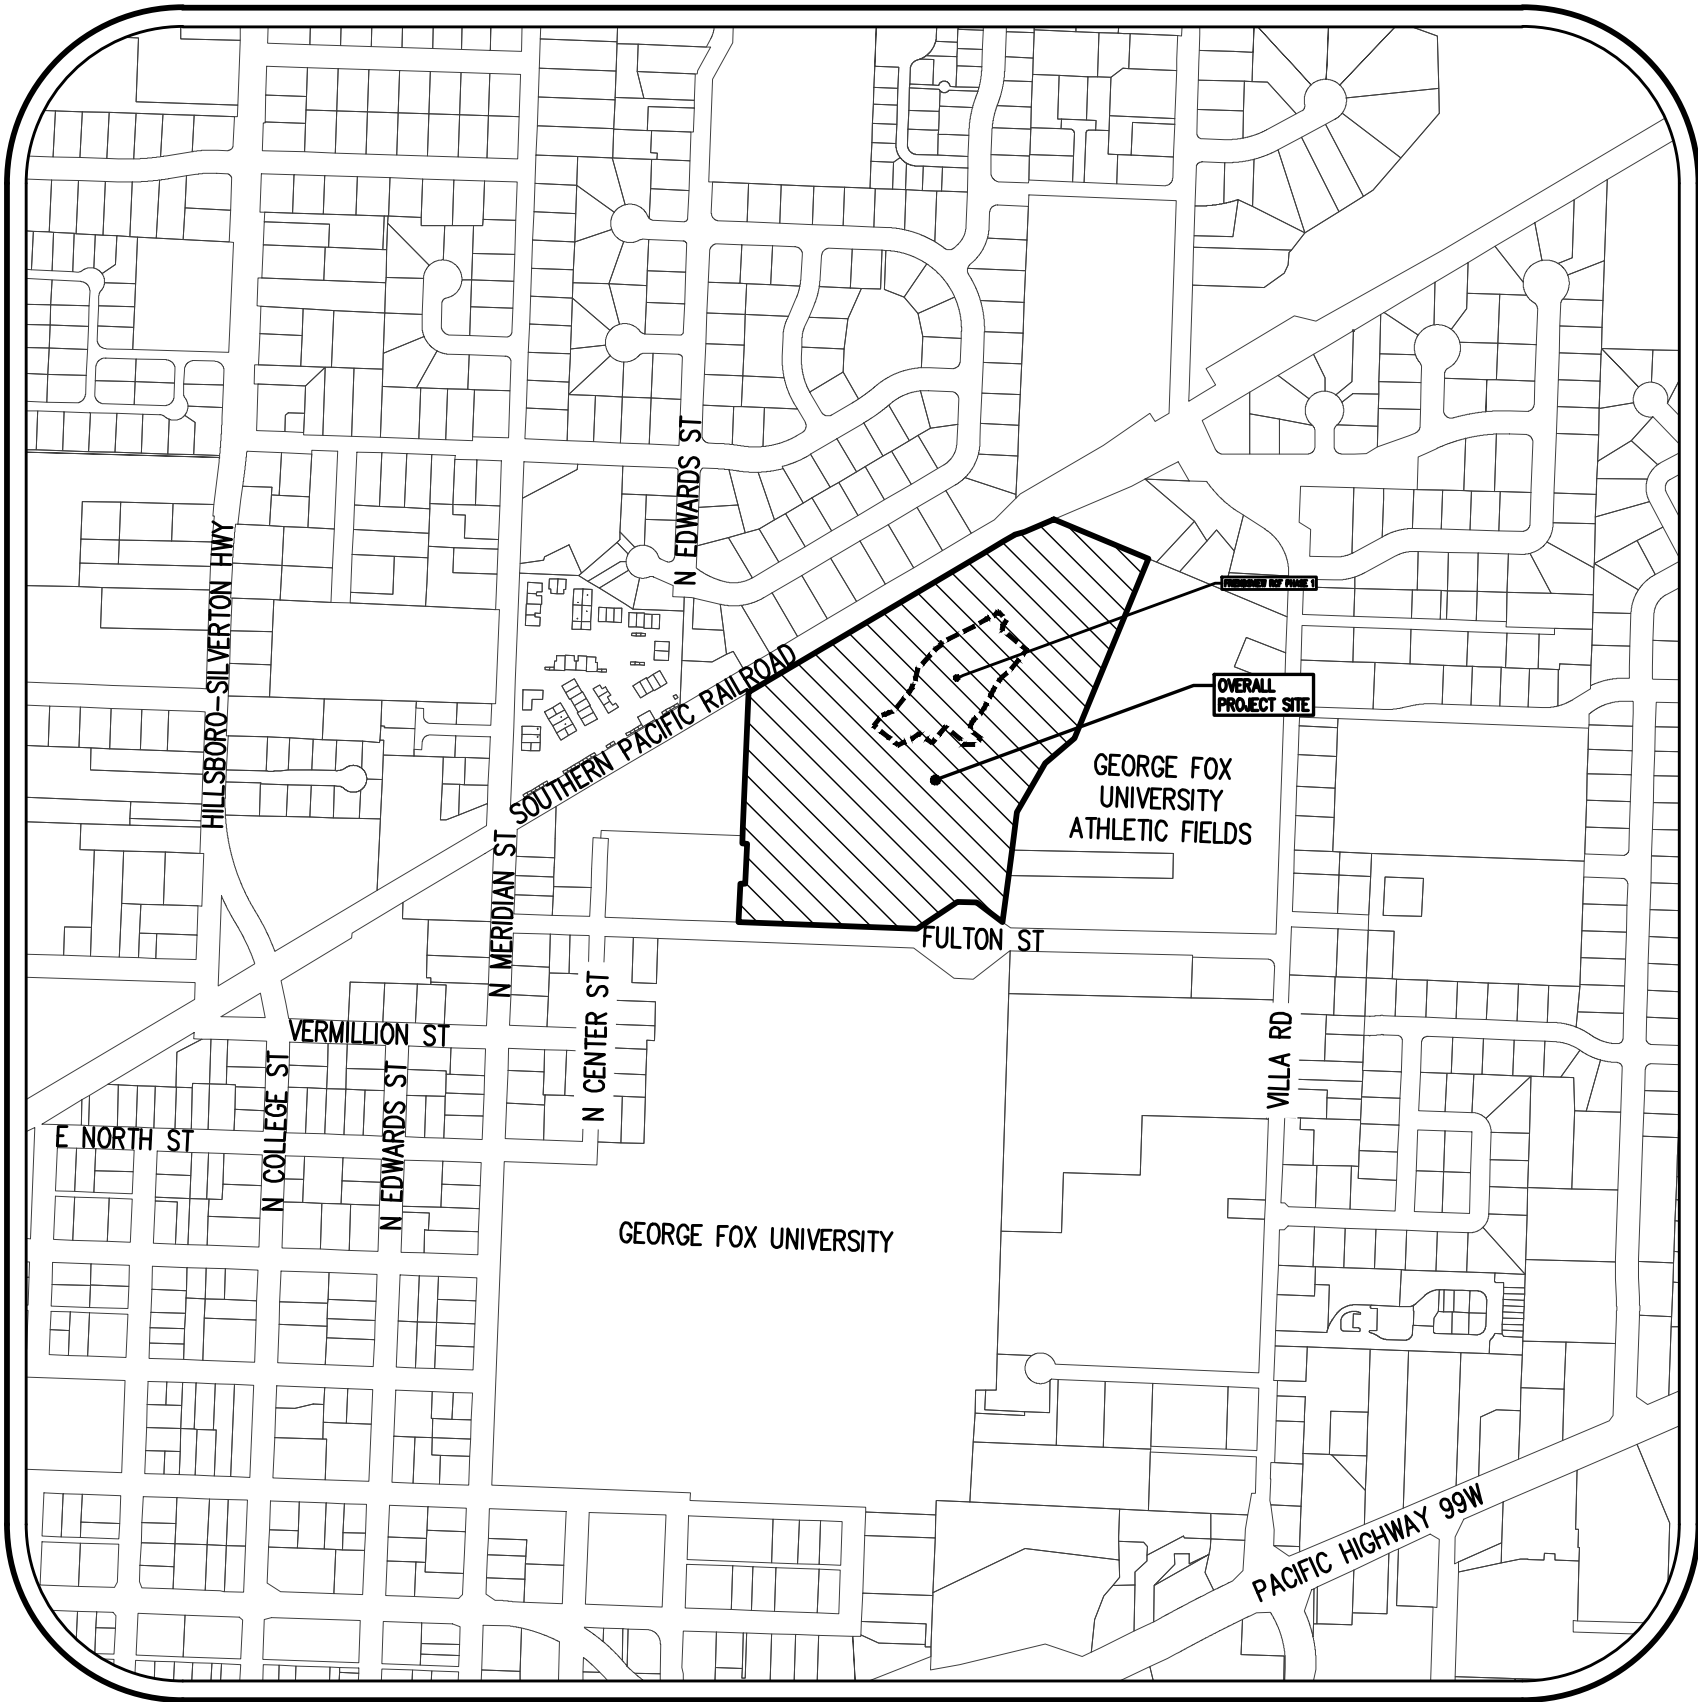 N EDWARDS ST
HILLSBORO-SILVERTON HWY
SOUTHERN PACIFIC RAILROAD
PHASE 1
OVERALL
PROJECT SITE
GEORGE FOX
UNIVERSITY
ATHLETIC FIELDS
N MERIDIAN ST
FULTON ST
N CENTER ST
VERMILLION ST
VILLA RD
N COLLEGE ST
N EDWARDS ST
E NORTH ST
GEORGE FOX UNIVERSITY
PACIFIC HIGHWAY 99W